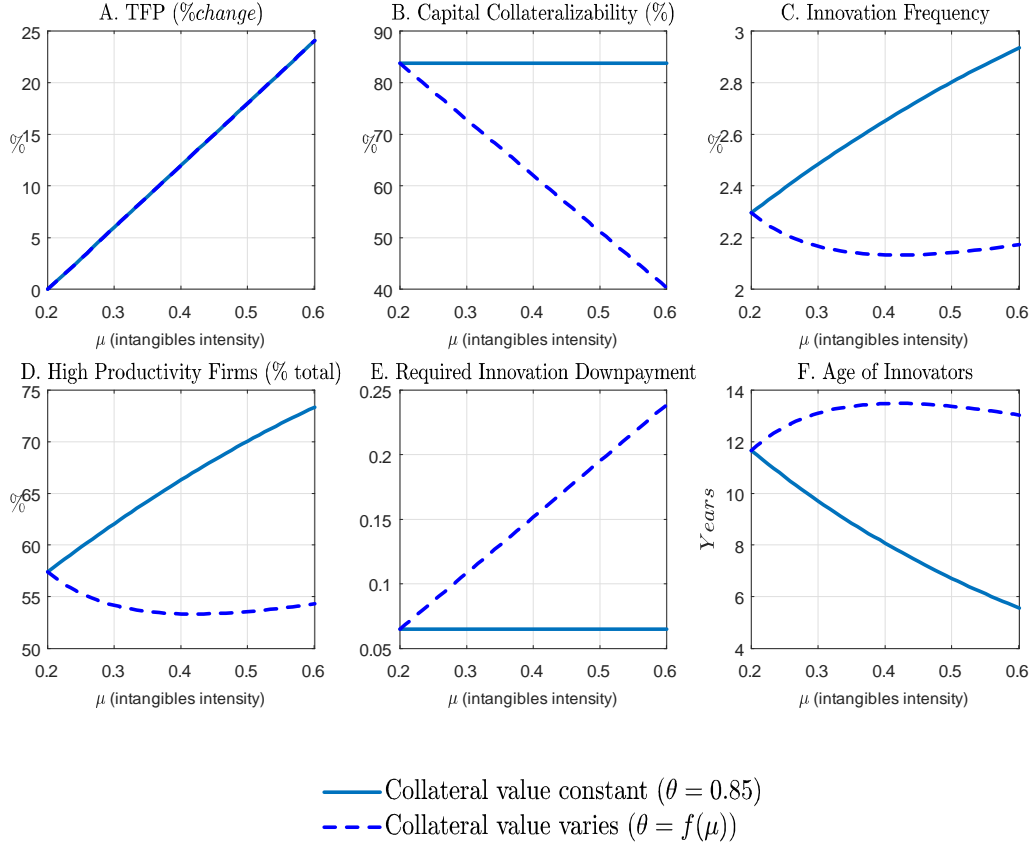 A. TFP (%change)
25
20
%15
10
5
0
0.2 0.3 0.4 0.5 0.6
μ (intangibles intensity)
B. Capital Collateralizability (%)
90
80
%70
60
50
40
0.2 0.3 0.4 0.5 0.6
μ (intangibles intensity)
C. Innovation Frequency
3
2.8
%2.6
2.4
2.2
2
0.2 0.3 0.4 0.5 0.6
μ (intangibles intensity)
D. High Productivity Firms (% total)
75
70
%65
60
55
50
0.2 0.3 0.4 0.5 0.6
μ (intangibles intensity)
E. Required Innovation Downpayment
0.25
0.2
0.15
0.1
0.05
0.2 0.3 0.4 0.5 0.6
μ (intangibles intensity)
F. Age of Innovators
14
12
10
8
6
4
Years
0.2 0.3 0.4 0.5 0.6
μ (intangibles intensity)
Collateral value constant (θ = 0.85)
Collateral value varies (θ = f(μ))